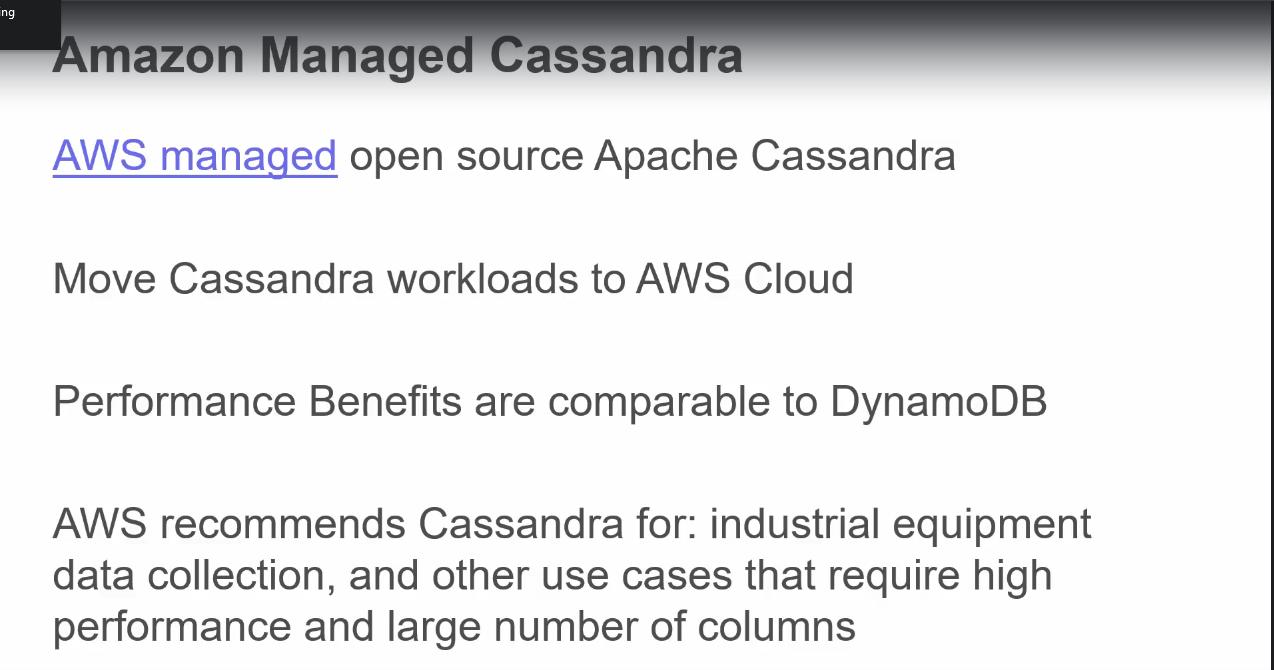 ing
Amazon Managed Cassandra
AWS managed open source Apache Cassandra
Move Cassandra workloads to AWS Cloud
Performance Benefits are comparable to DynamoDB
AWS recommends Cassandra for: industrial equipment
data collection, and other use cases that require high
performance and large number of columns